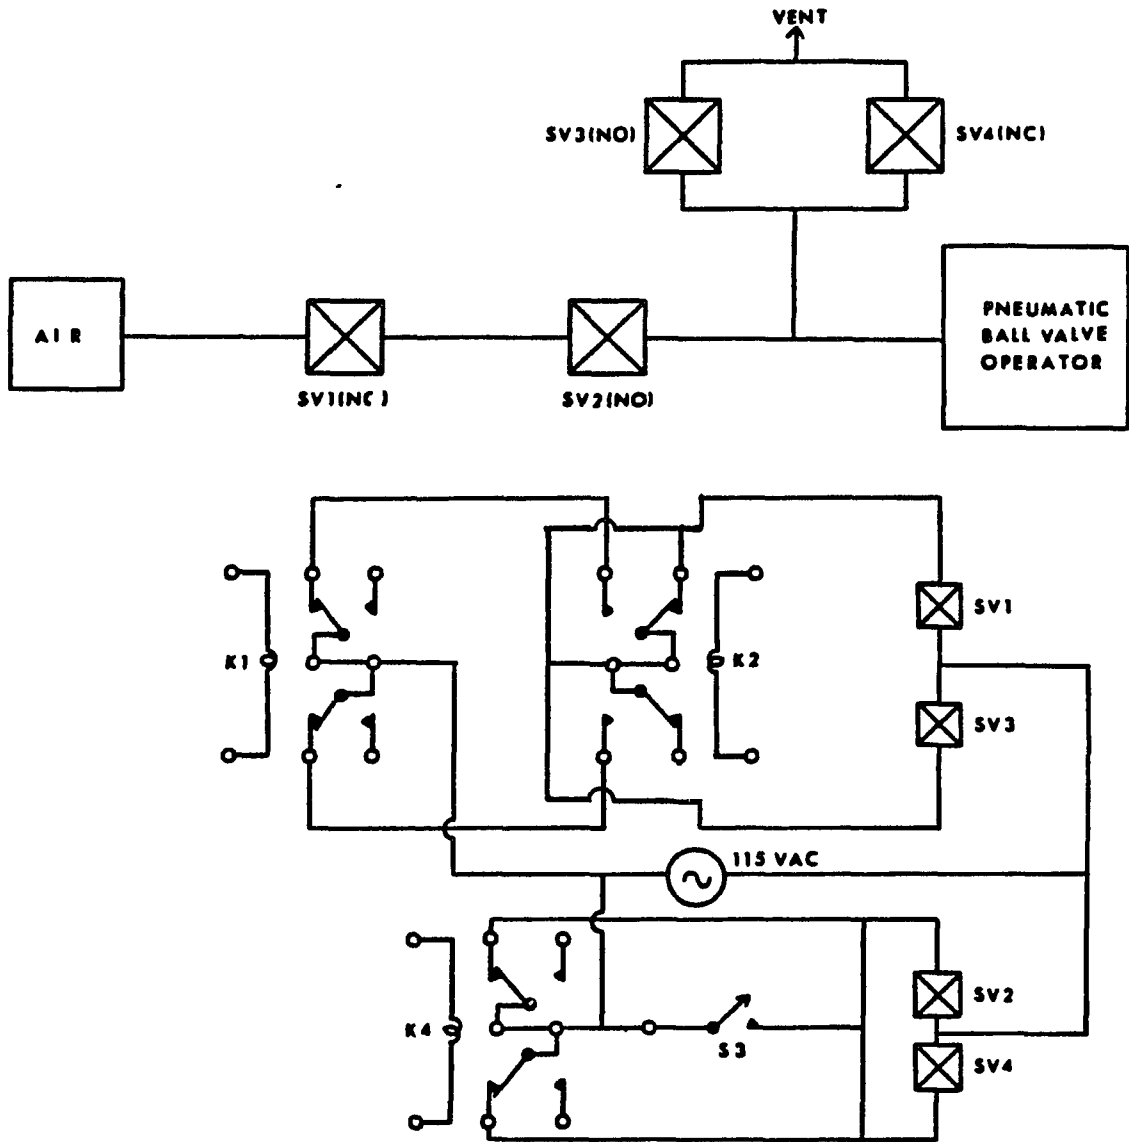 VENT
SV3(NO)
SV4(NC)
AIR
SV1(NC)
SV2(NO)
PNEUMATIC
BALL VALVE
OPERATOR
K1
K2
SV1
SV3
115 VAC
K4
S3
SV2
SV4